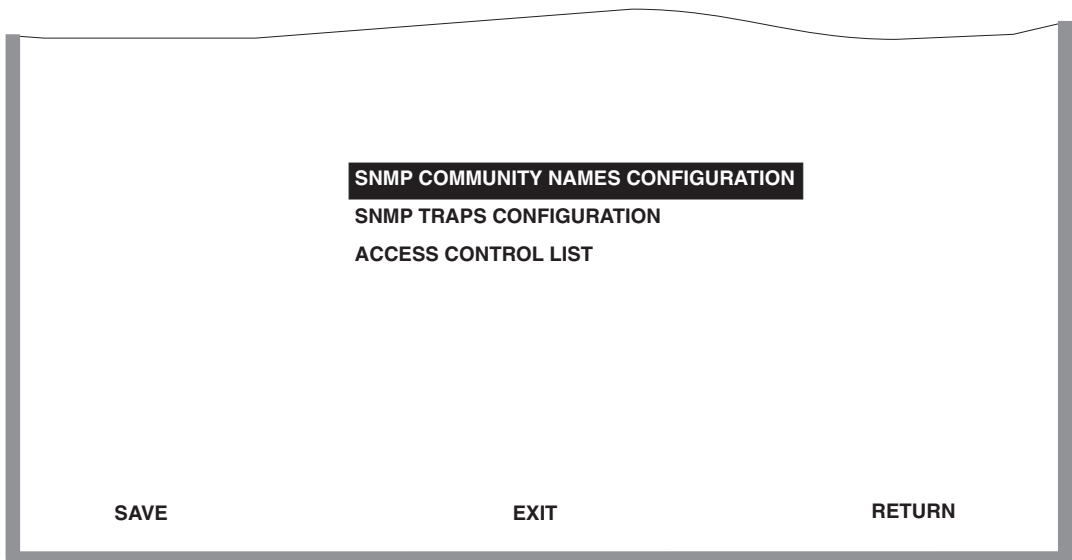 SNMP COMMUNITY NAMES CONFIGURATION
SNMP TRAPS CONFIGURATION
ACCESS CONTROL LIST
SAVE EXIT RETURN